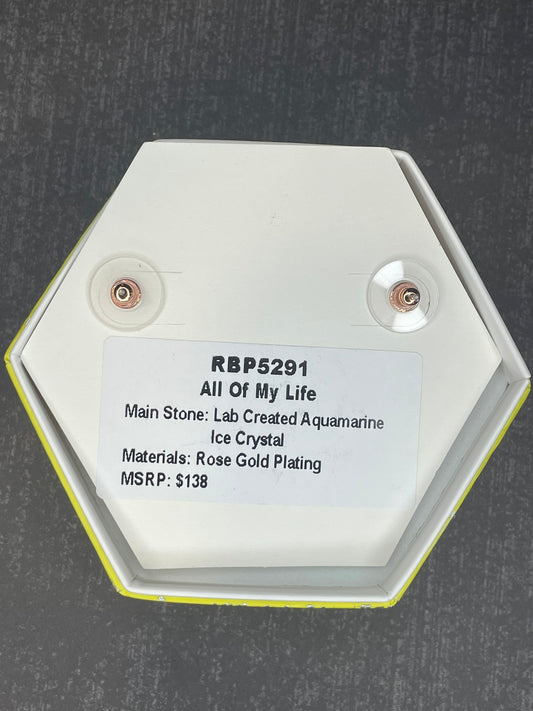 RBP5291
All Of My Life
Main Stone: Lab Created Aquamarine
Ice Crystal
Materials: Rose Gold Plating
MSRP: $138